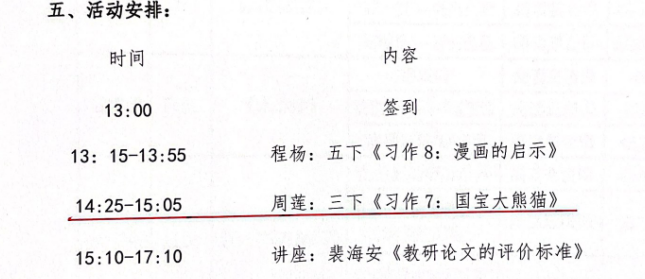 五、活动安排：
时间 内容
13:00 签到
13：15-13:55 程杨：五下《习作8：漫画的启示》
14:25-15:05 周莲：三下《习作7：国宝大熊猫》
15:10-17:10 讲座：裴海安《教研论文的评价标准》